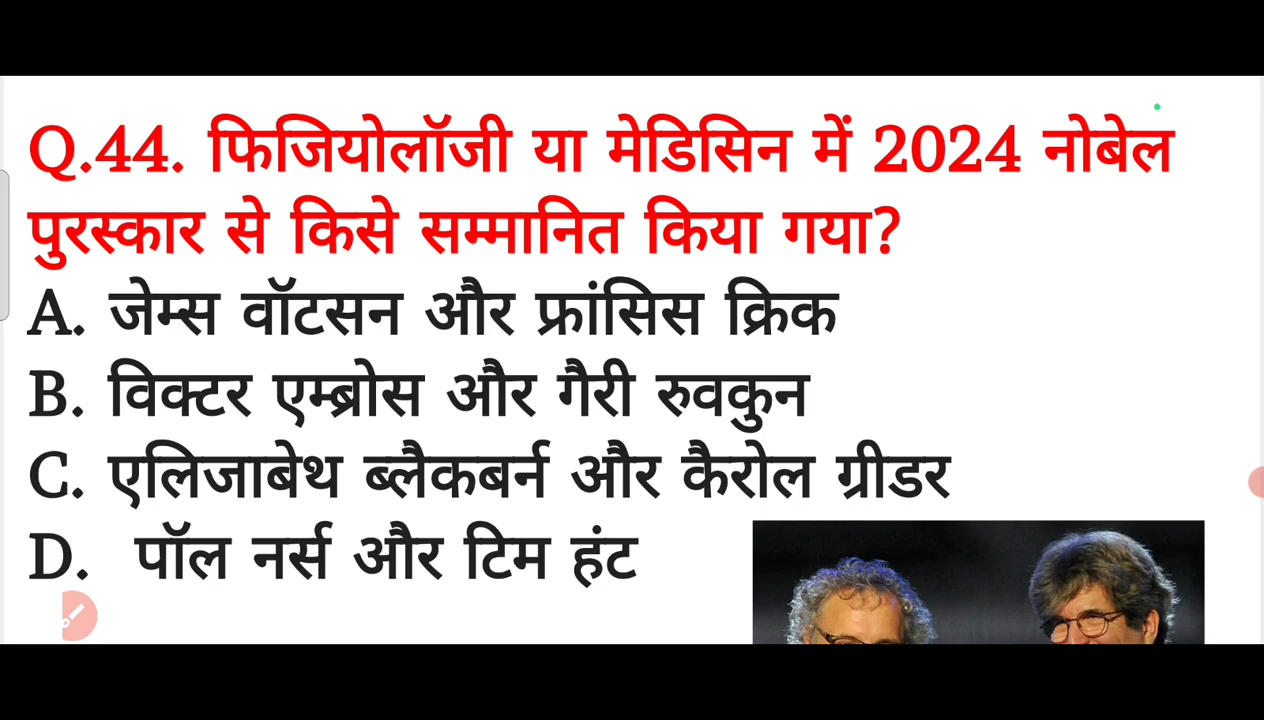 Q.44. फिजियोलॉजी या मेडिसिन में 2024 नोबेल
पुरस्कार से किसे सम्मानित किया गया?
A. जेम्स वॉटसन और फ्रांसिस क्रिक
B. विक्टर एम्ब्रोस और गैरी रुवकुन
C. एलिजाबेथ ब्लैकबर्न और कैरोल ग्रीडर
D. पॉल नर्स और टिम हंट